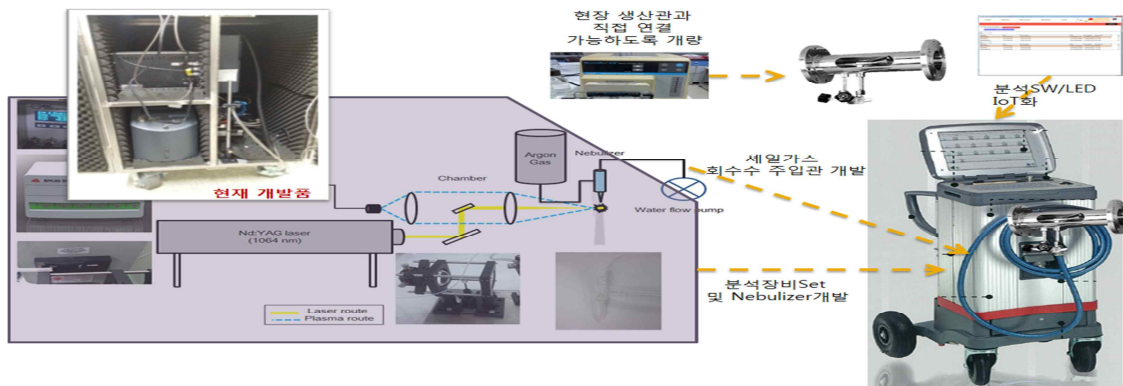 현장 생산관과
직접 연결
가능하도록 개량
분석SW/LED
IoT화
현재 개발품
Argon
Gas
Nebulizer
Chamber
Water flow pump
Nd:YAG laser
(1064 nm)
Laser route
Plasma route
세일가스
회수수 주입관 개발
분석장비Set
및 Nebulizer개발